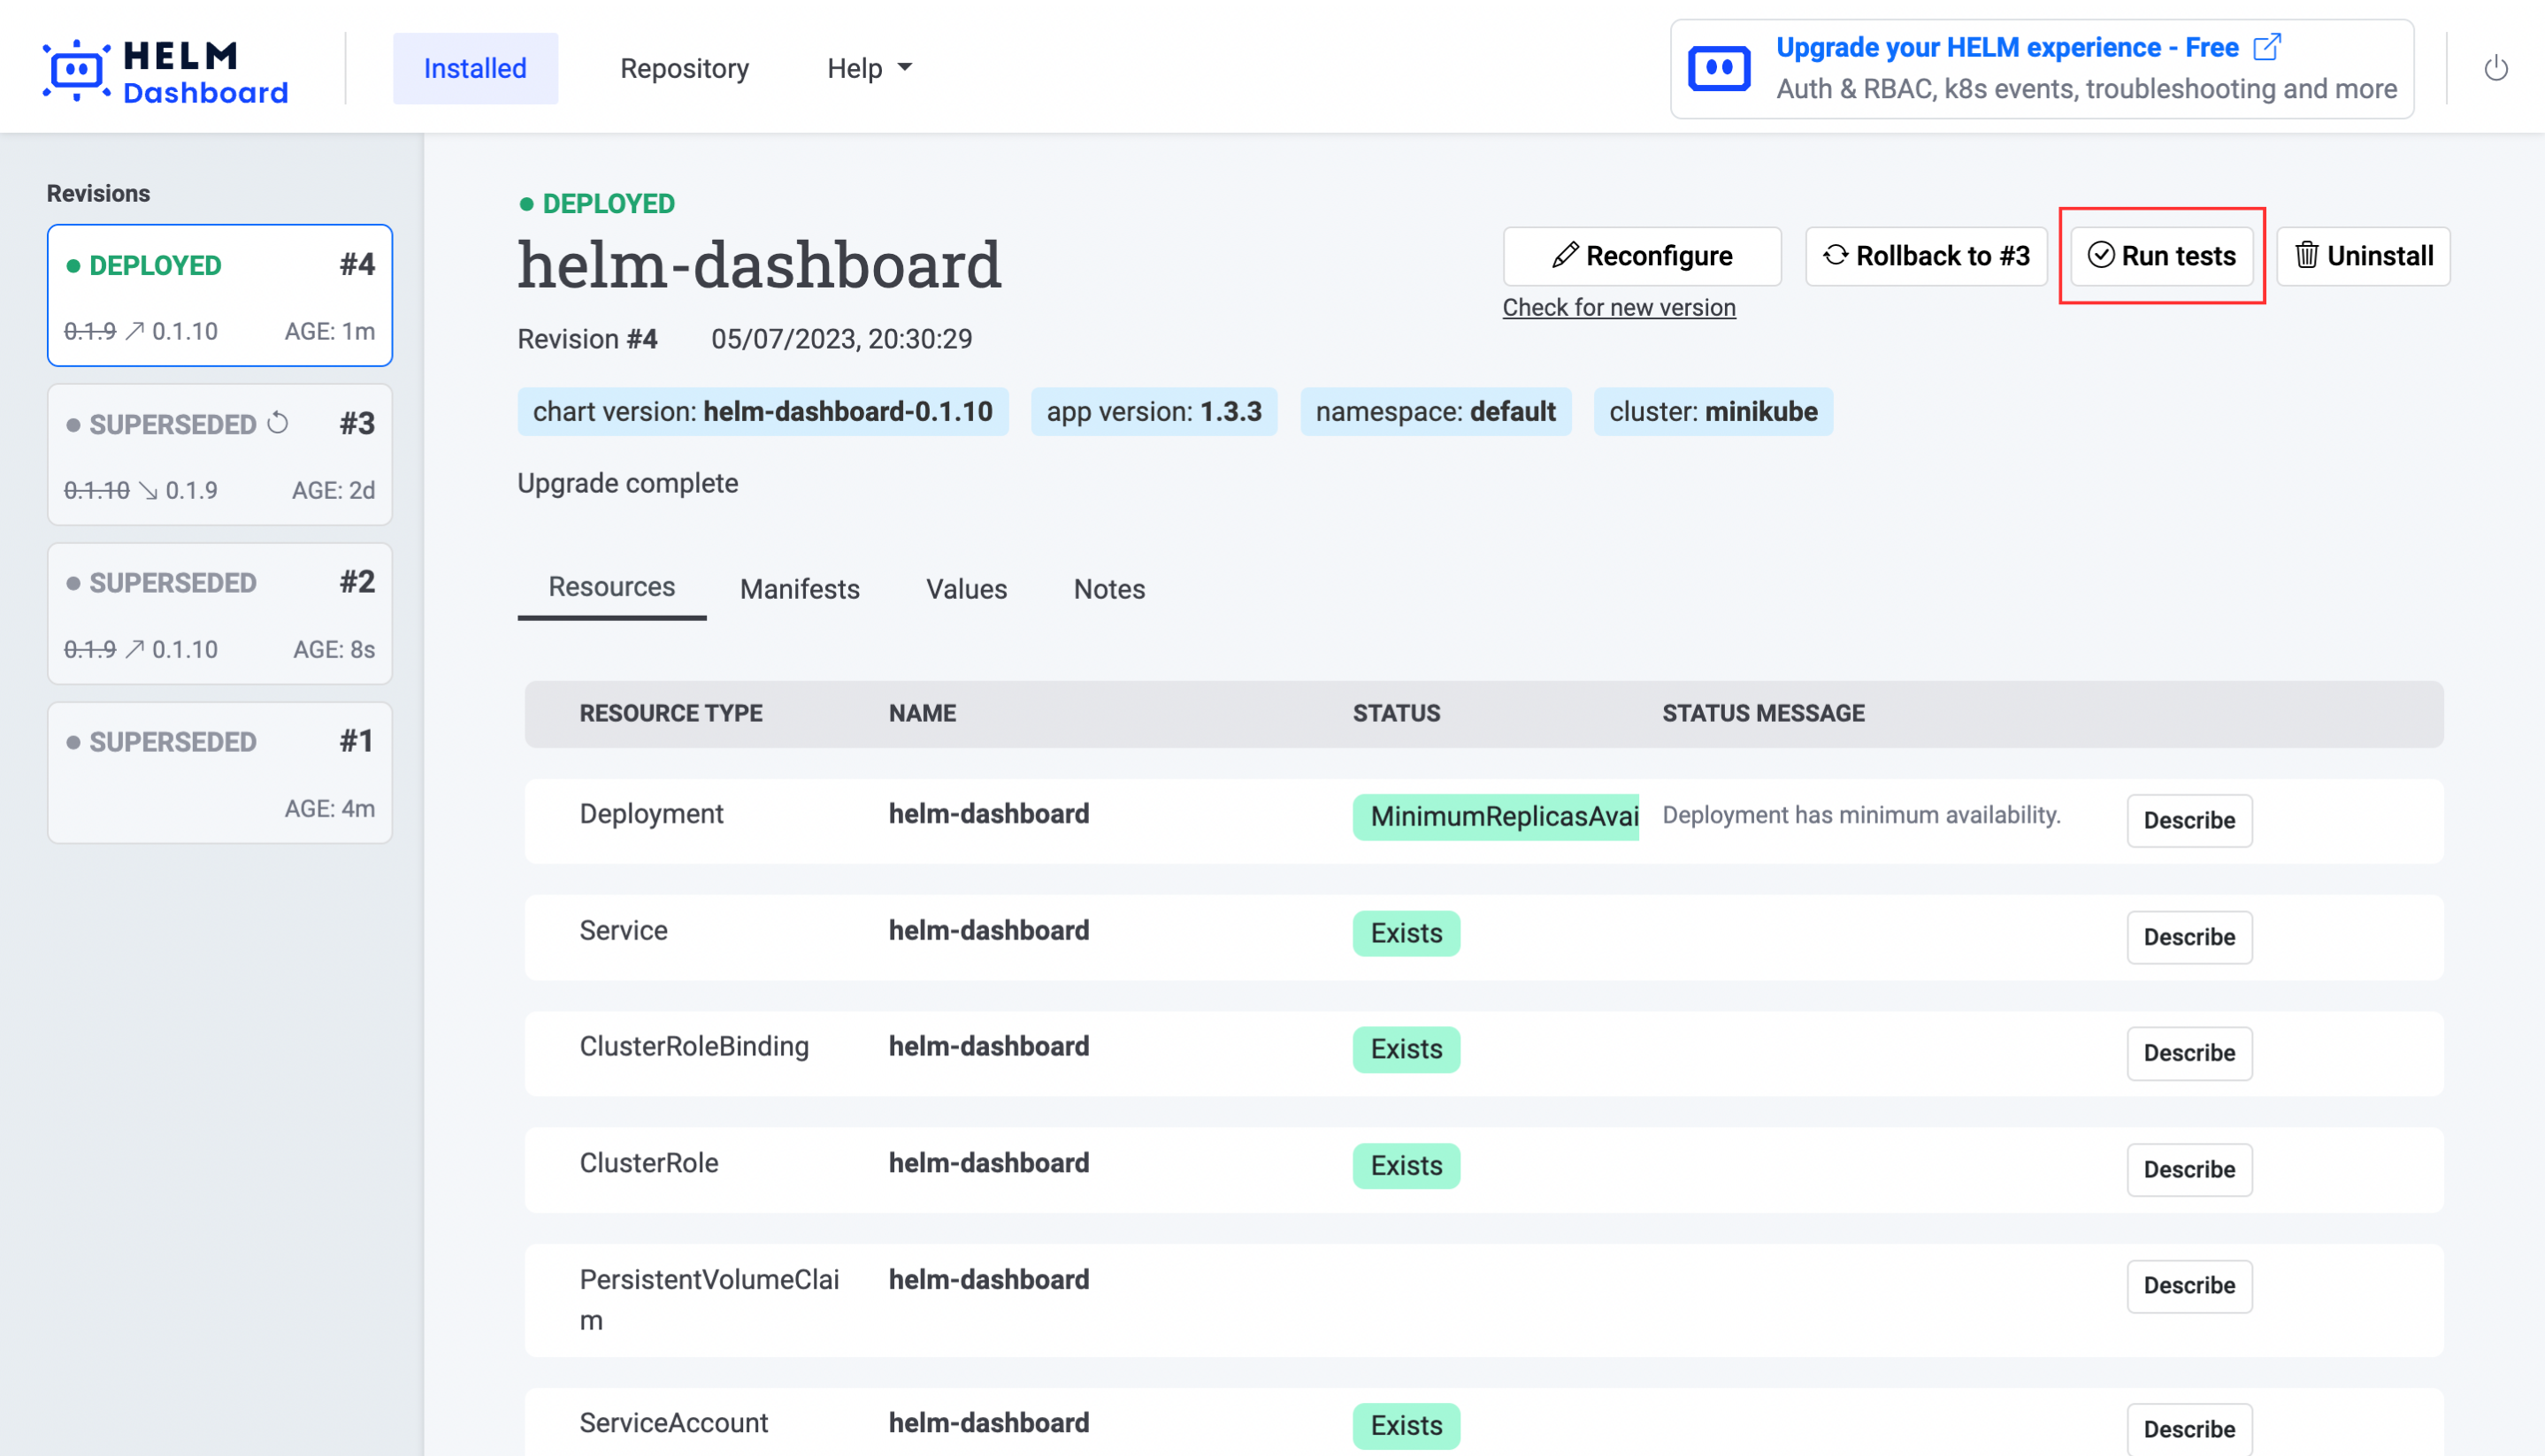 HELM
Dashboard
Installed
Repository
Help
Upgrade your HELM experience - Free
Auth & RBAC, k8s events, troubleshooting and more
Revisions
DEPLOYED #4
0.1.9 0.1.10 AGE: 1m
SUPERSEDED #3
0.1.10 0.1.9 AGE: 2d
SUPERSEDED #2
0.1.9 0.1.10 AGE: 8s
SUPERSEDED #1
AGE: 4m
DEPLOYED
helm-dashboard
Revision #4 05/07/2023, 20:30:29
Reconfigure
Check for new version
Rollback to #3
Run tests
Uninstall
chart version: helm-dashboard-0.1.10 app version: 1.3.3 namespace: default cluster: minikube
Upgrade complete
Resources Manifests Values Notes
RESOURCE TYPE NAME STATUS STATUS MESSAGE
Deployment helm-dashboard MinimumReplicasAvai Deployment has minimum availability. Describe
Service helm-dashboard Exists Describe
ClusterRoleBinding helm-dashboard Exists Describe
ClusterRole helm-dashboard Exists Describe
PersistentVolumeClai helm-dashboard Describe
m
ServiceAccount helm-dashboard Exists Describe